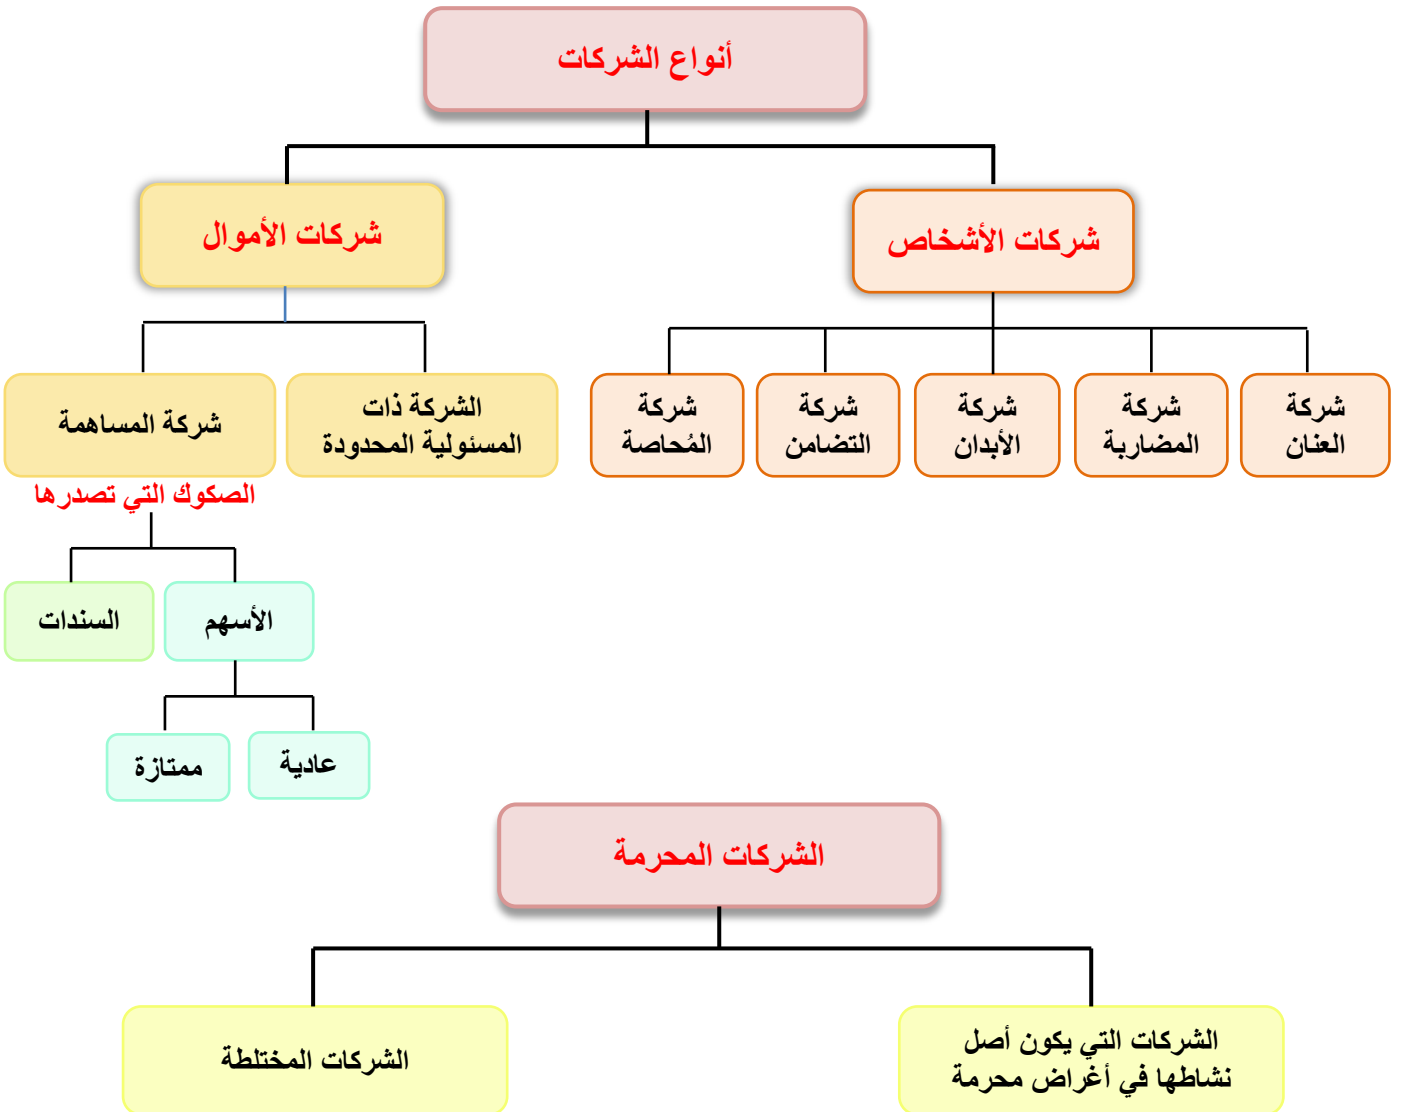 أنواع الشركات
شركات الأشخاص
شركات الأموال
شركة
العنان
شركة
المضاربة
شركة
الأبدان
شركة
التضامن
شركة
المُحاصة
الشركة ذات
المسئولية المحدودة
شركة المساهمة
الصكوك التي تصدرها
الأسهم
السندات
عادية
ممتازة
الشركات المحرمة
الشركات التي يكون أصل
نشاطها في أغراض محرمة
الشركات المختلطة